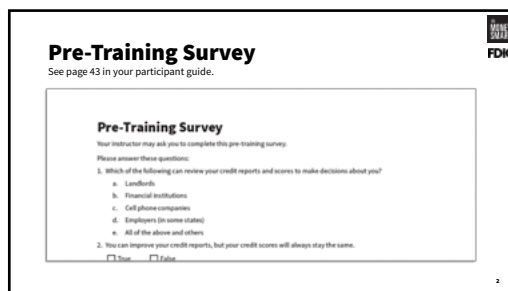 Pre-Training Survey
See page 43 in your participant guide.
MONEY
SMART
FDIC
Pre-Training Survey
Your instructor may ask you to complete this pre-training survey.
Please answer these questions:
1. Which of the following can review your credit reports and scores to make decisions about you?
a. Landlords
b. Financial institutions
c. Cell phone companies
d. Employers (in some states)
e. All of the above and others
2. You can improve your credit reports, but your credit scores will always stay the same.
☐ True ☐ False
2